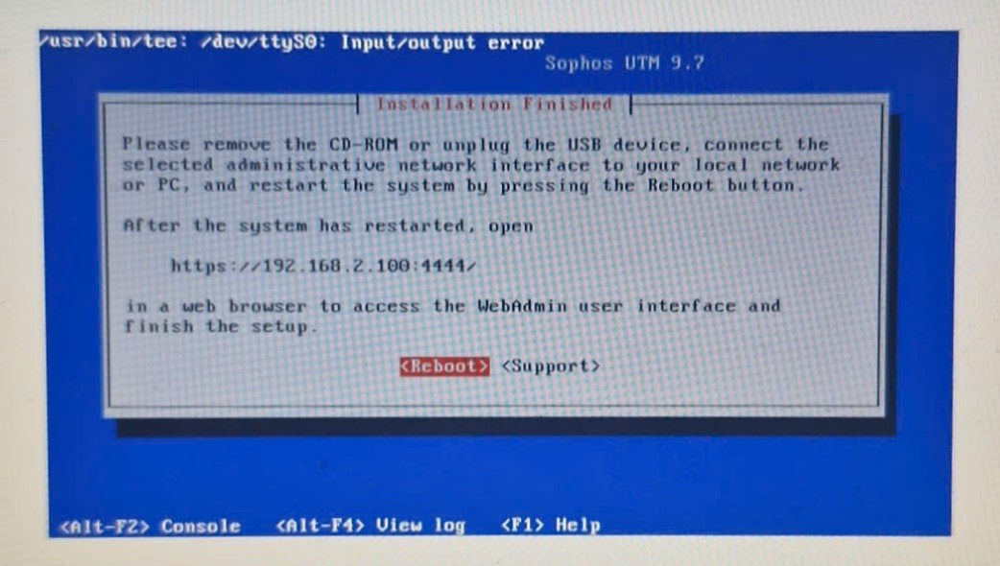 /usr/bin/tee: /dev/ttyS0: Input/output error
Sophos UTM 9.7
Installation Finished
Please remove the CD-ROM or unplug the USB device, connect the
selected administrative network interface to your local network
or PC, and restart the system by pressing the Reboot button.
After the system has restarted, open
https://192.168.2.100:4444/
in a web browser to access the WebAdmin user interface and
finish the setup.
<Reboot> <Support>
<Alt-F2> Console <Alt-F4> View log <F1> Help